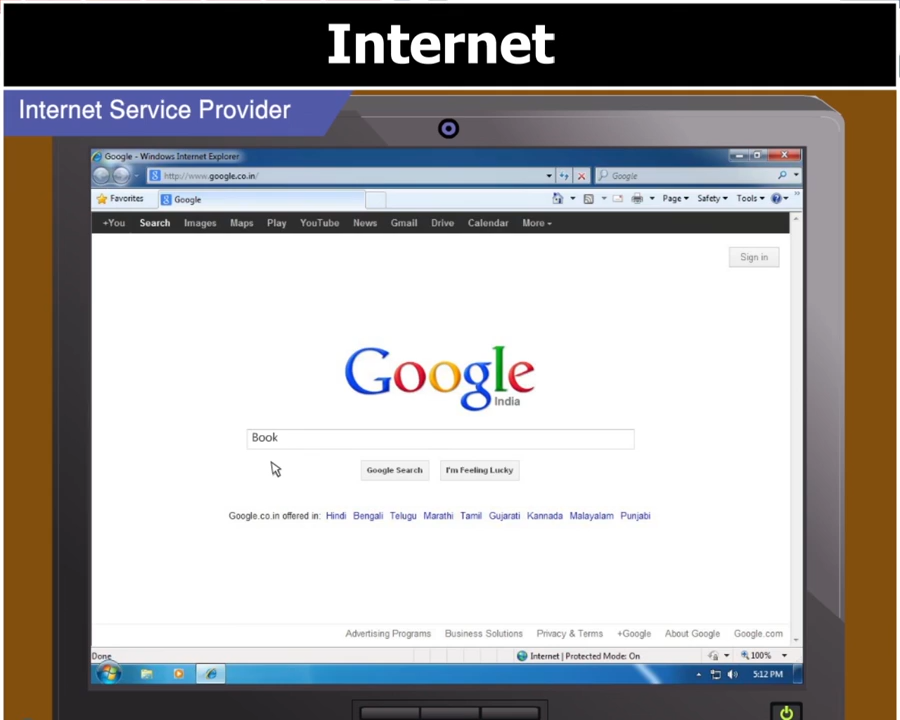 Internet
Internet Service Provider
Google - Windows Internet Explorer
http://www.google.co.in/
Google
Favorites
Google
Page
Safety
Tools
+You Search Images Maps Play YouTube News Gmail Drive Calendar More
Sign in
Google
India
Book
Google Search
I'm Feeling Lucky
Google.co.in offered in: Hindi Bengali Telugu Marathi Tamil Gujarati Kannada Malayalam Punjabi
Advertising Programs Business Solutions Privacy & Terms +Google About Google Google.com
Done
Internet | Protected Mode: On
100%
5:12 PM